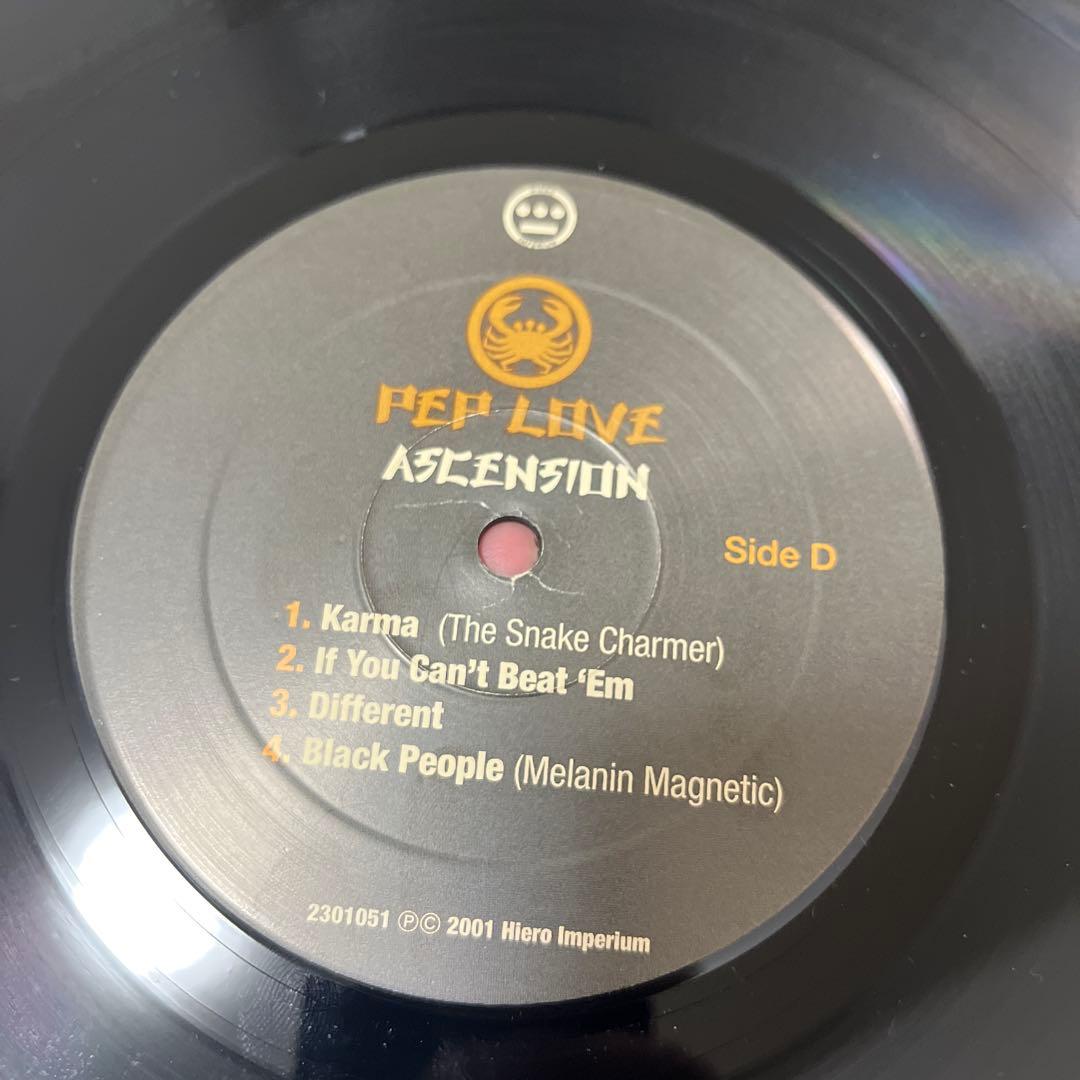 PEP LOVE
ASCENSION
Side D
1. Karma (The Snake Charmer)
2. If You Can't Beat ‘Em
3. Different
4. Black People (Melanin Magnetic)
2301051 ℗© 2001 Hiero Imperium